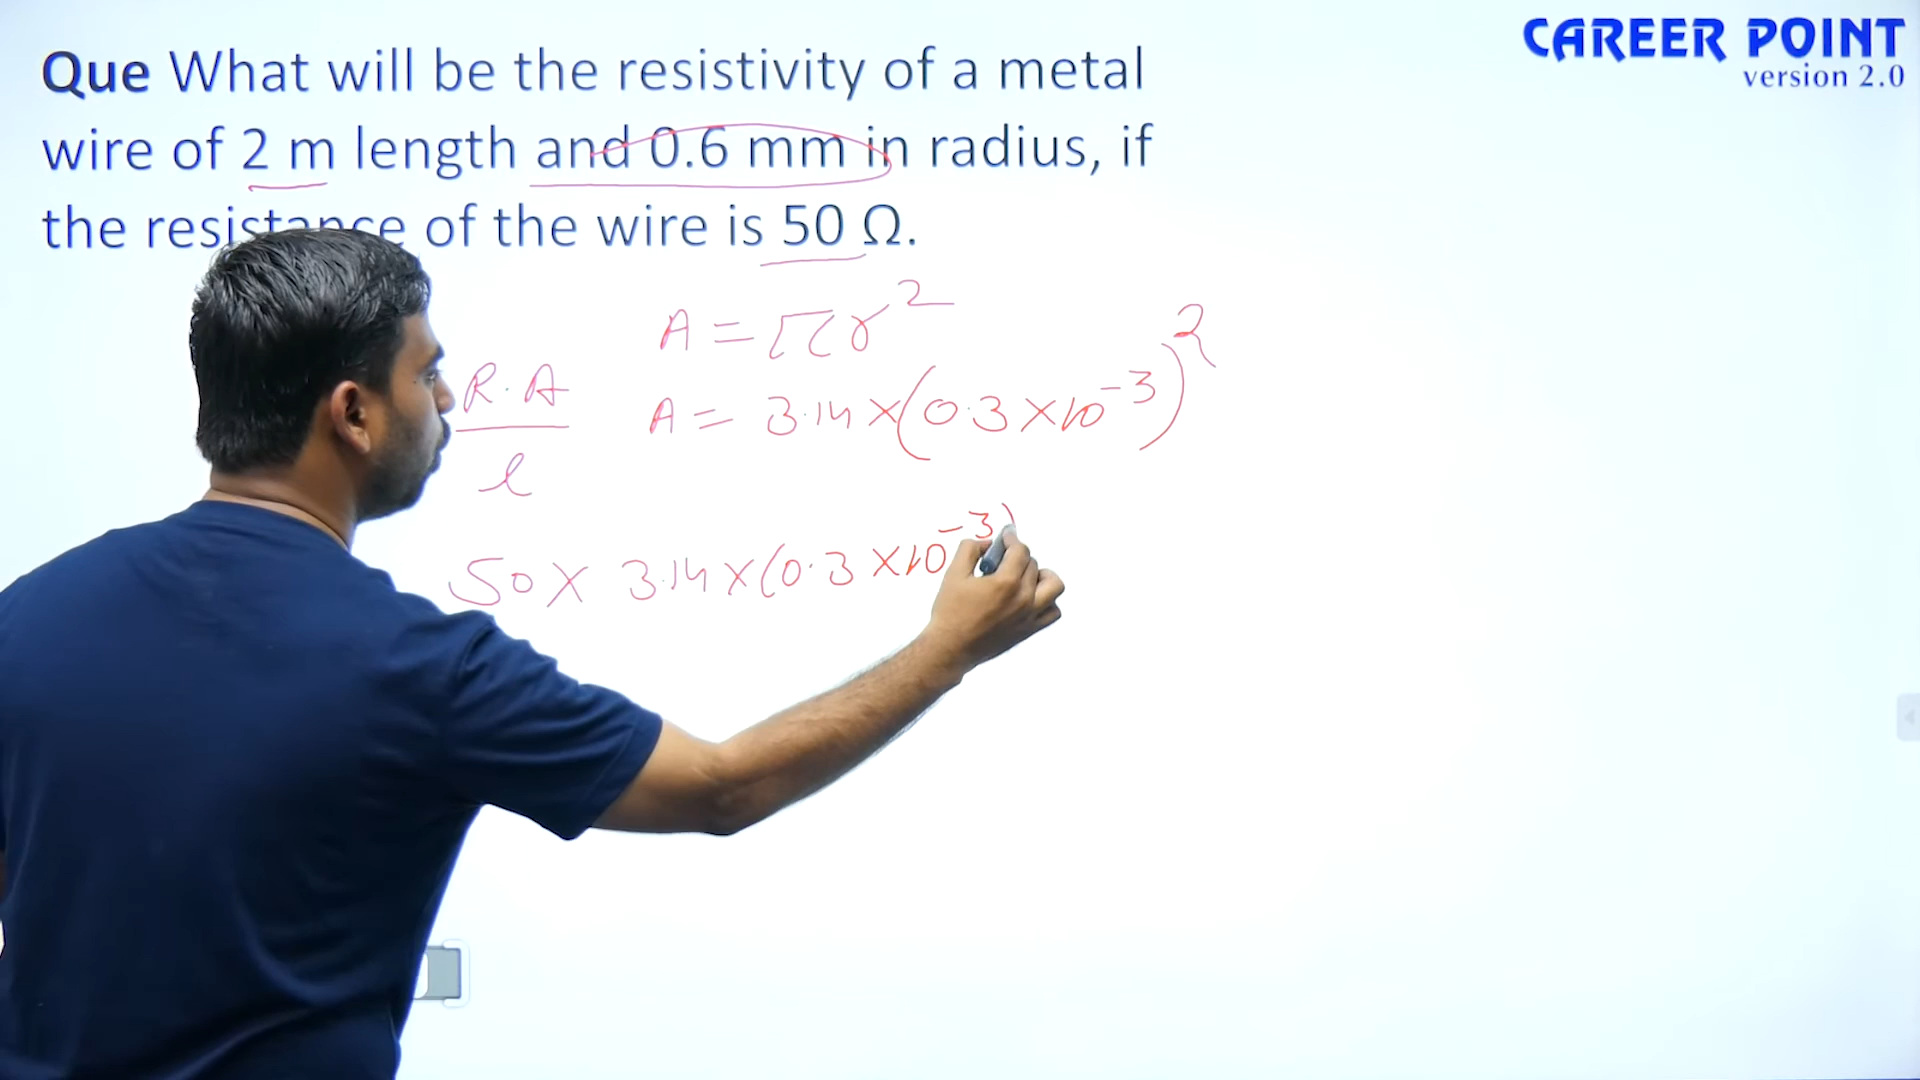 CAREER POINT
version 2.0
Que What will be the resistivity of a metal
wire of 2 m length and 0.6 mm in radius, if
the resistance of the wire is 50 Ω.
A = πr²
R.A
l
A = 3.14 × (0.3 × 10⁻³)²
50 × 3.14 × (0.3 × 10⁻³)